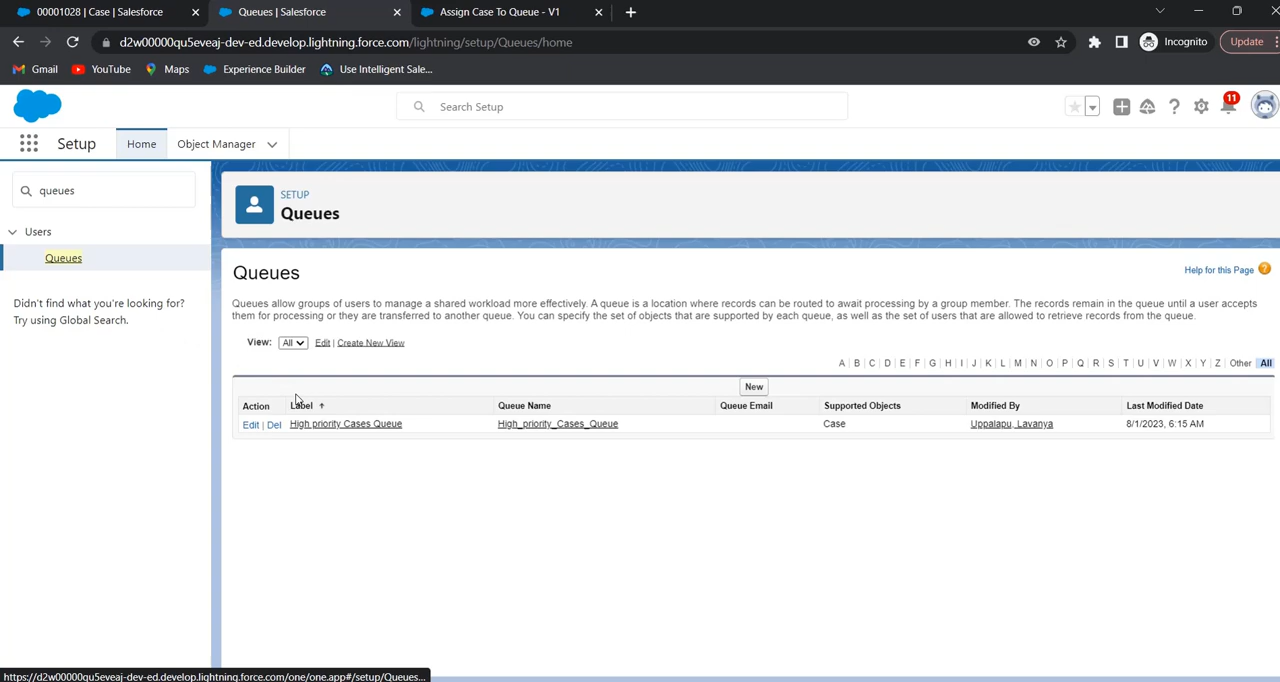 00001028 | Case | Salesforce
Queues | Salesforce
Assign Case To Queue - V1
d2w00000qu5eveaj-dev-ed.develop.lightning.force.com/lightning/setup/Queues/home
Incognito
Update
Gmail
YouTube
Maps
Experience Builder
Use Intelligent Sale...
Search Setup
11
Setup
Home
Object Manager
queues
SETUP
Queues
Users
Queues
Didn't find what you're looking for?
Try using Global Search.
Queues
Help for this Page
Queues allow groups of users to manage a shared workload more effectively. A queue is a location where records can be routed to await processing by a group member. The records remain in the queue until a user accepts
them for processing or they are transferred to another queue. You can specify the set of objects that are supported by each queue, as well as the set of users that are allowed to retrieve records from the queue.
View: All Edit | Create New View
A | B | C | D | E | F | G | H | I | J | K | L | M | N | O | P | Q | R | S | T | U | V | W | X | Y | Z | Other | All
New
Action Label Queue Name Queue Email Supported Objects Modified By Last Modified Date
Edit | Del High priority Cases Queue High_priority_Cases_Queue Case Uppalapu, Lavanya 8/1/2023, 6:15 AM
https://d2w00000qu5eveaj-dev-ed.develop.lightning.force.com/one/one.app#/setup/Queues...